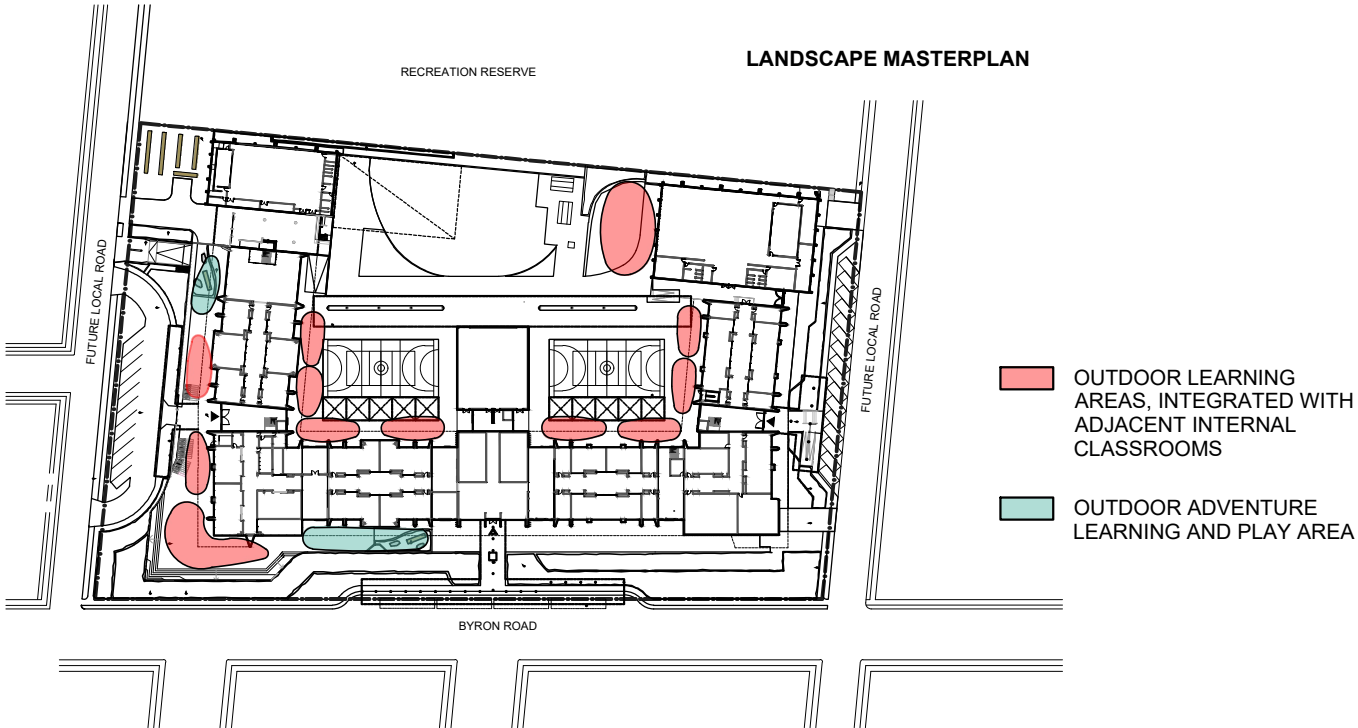 LANDSCAPE MASTERPLAN
RECREATION RESERVE
FUTURE LOCAL ROAD
FUTURE LOCAL ROAD
OUTDOOR LEARNING
AREAS, INTEGRATED WITH
ADJACENT INTERNAL
CLASSROOMS
OUTDOOR ADVENTURE
LEARNING AND PLAY AREA
BYRON ROAD